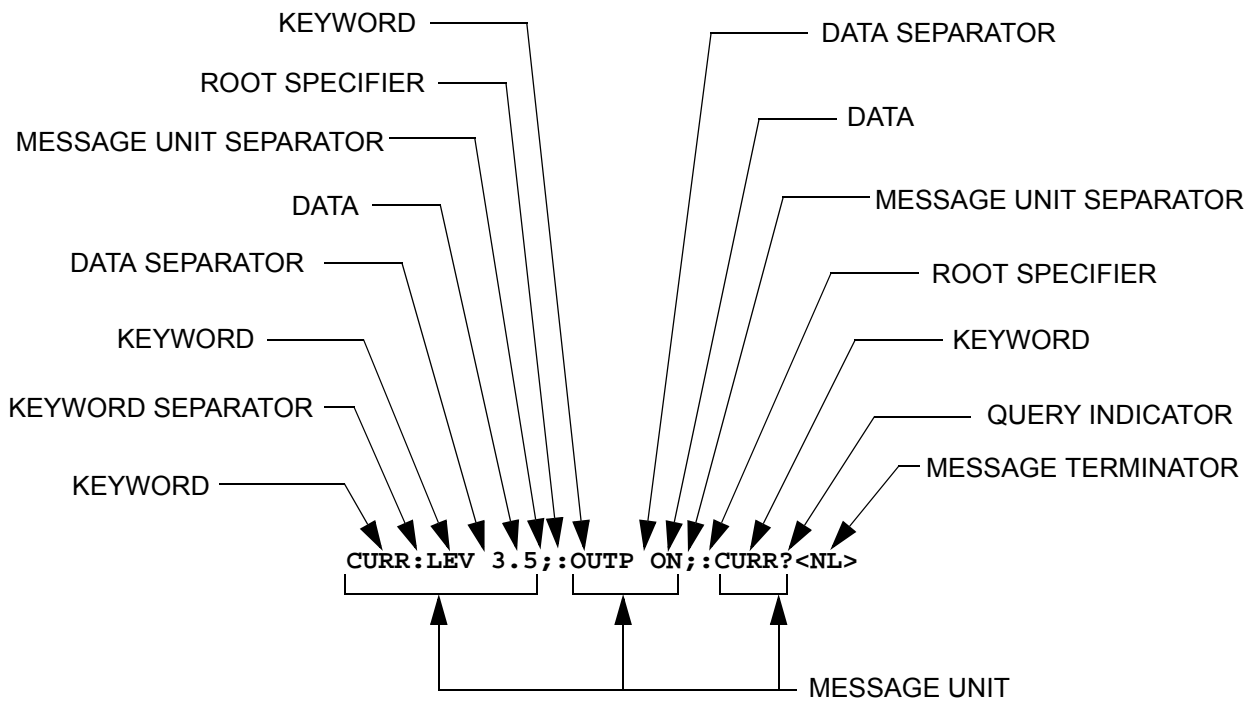 KEYWORD
DATA SEPARATOR
ROOT SPECIFIER
DATA
MESSAGE UNIT SEPARATOR
DATA
MESSAGE UNIT SEPARATOR
DATA SEPARATOR
ROOT SPECIFIER
KEYWORD
KEYWORD
KEYWORD SEPARATOR
QUERY INDICATOR
KEYWORD
MESSAGE TERMINATOR
CURR:LEV 3.5;:OUTP ON;:CURR?<NL>
MESSAGE UNIT